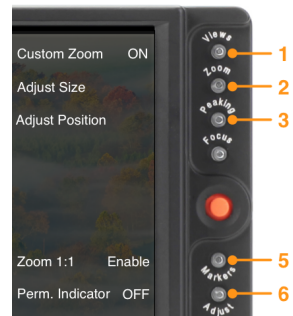 Custom Zoom ON
Views
1
Zoom
Adjust Size
2
Peaking
Adjust Position
3
Focus
Zoom 1:1 Enable
5
Markers
Perm. Indicator OFF
6
Adjust